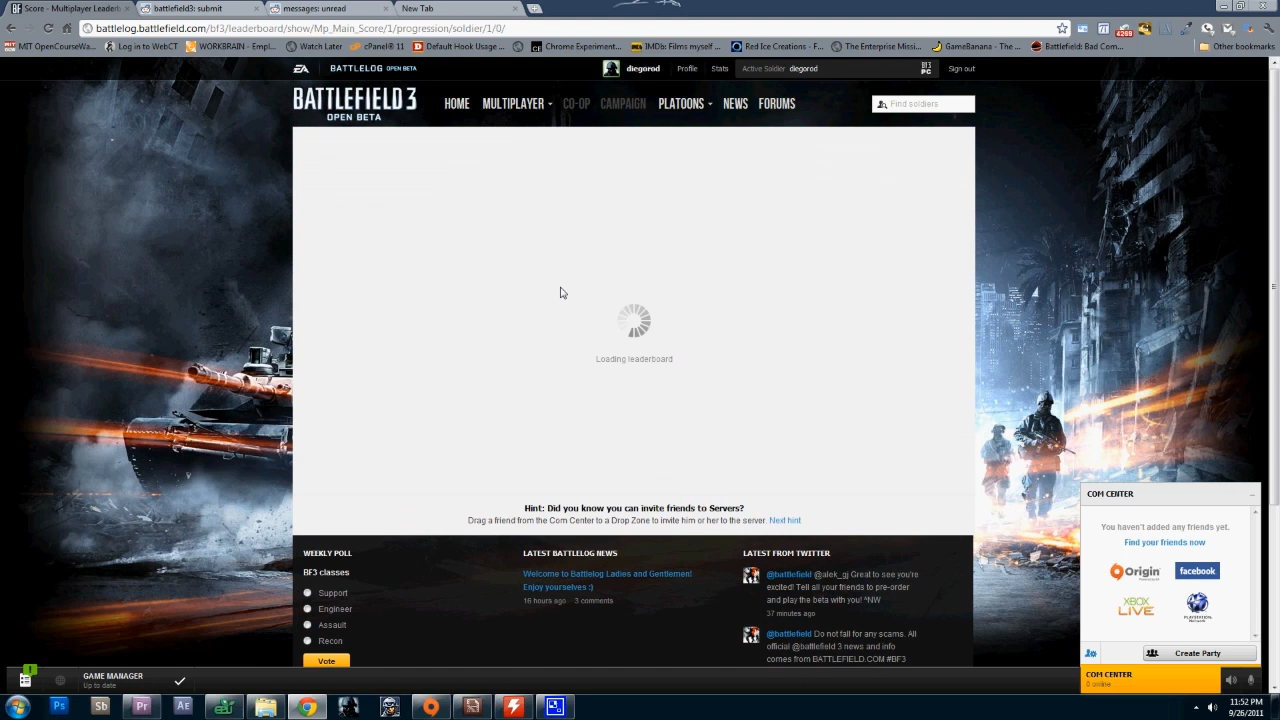 Score - Multiplayer Leaderb
battlefield3: submit
messages: unread
New Tab
battlelog.battlefield.com/bf3/leaderboard/show/Mp_Main_Score/1/progression/soldier/1/0/
MIT OpenCourseWa...
Log in to WebCT
WORKBRAIN - Empl...
Watch Later
cPanel® 11
Default Hook Usage ...
Chrome Experiment...
IMDb: Films myself ...
Red Ice Creations - F...
The Enterprise Missi...
GameBanana - The ...
Battlefield: Bad Com...
Other bookmarks
EA BATTLELOG OPEN BETA
diegorod Profile Stats Active Soldier diegorod BF3 PC Sign out
BATTLEFIELD 3
OPEN BETA
HOME MULTIPLAYER CO-OP CAMPAIGN PLATOONS NEWS FORUMS
Find soldiers
Loading leaderboard
Hint: Did you know you can invite friends to Servers?
Drag a friend from the Com Center to a Drop Zone to invite him or her to the server. Next hint
WEEKLY POLL
BF3 classes
Support
Engineer
Assault
Recon
Vote
LATEST BATTLELOG NEWS
Welcome to Battlelog Ladies and Gentlemen!
Enjoy yourselves :)
16 hours ago 3 comments
LATEST FROM TWITTER
@battlefield @alek_gj Great to see you're
excited! Tell all your friends to pre-order
and play the beta with you! ^NW
37 minutes ago
@battlefield Do not fall for any scams. All
official @battlefield 3 news and info
comes from BATTLEFIELD.COM #BF3
COM CENTER
You haven't added any friends yet.
Find your friends now
Origin
facebook
XBOX
LIVE
Create Party
COM CENTER
0 online
GAME MANAGER
Up to date
Ps
Sb
Pr
Ae
11:52 PM
9/26/2011